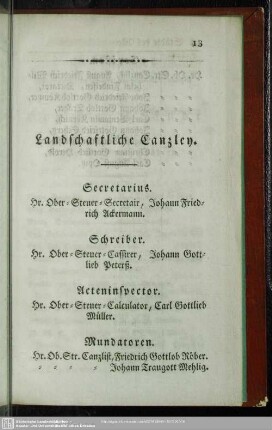 13
Landschaftliche Canzley.
Secretarius.
Hr. Ober-Steuer-Secretair, Johann Fried-
rich Ackermann.
Schreiber.
Hr. Ober-Steuer-Cassirer, Johann Gott-
lieb Peterß.
Acteninspector.
Hr. Ober-Steuer-Calculator, Carl Gottlieb
Müller.
Mundatoren.
Hr. Ob. Str. Canzlist, Friedrich Gottlob Röber.
= = = = Johann Traugott Mehlig.